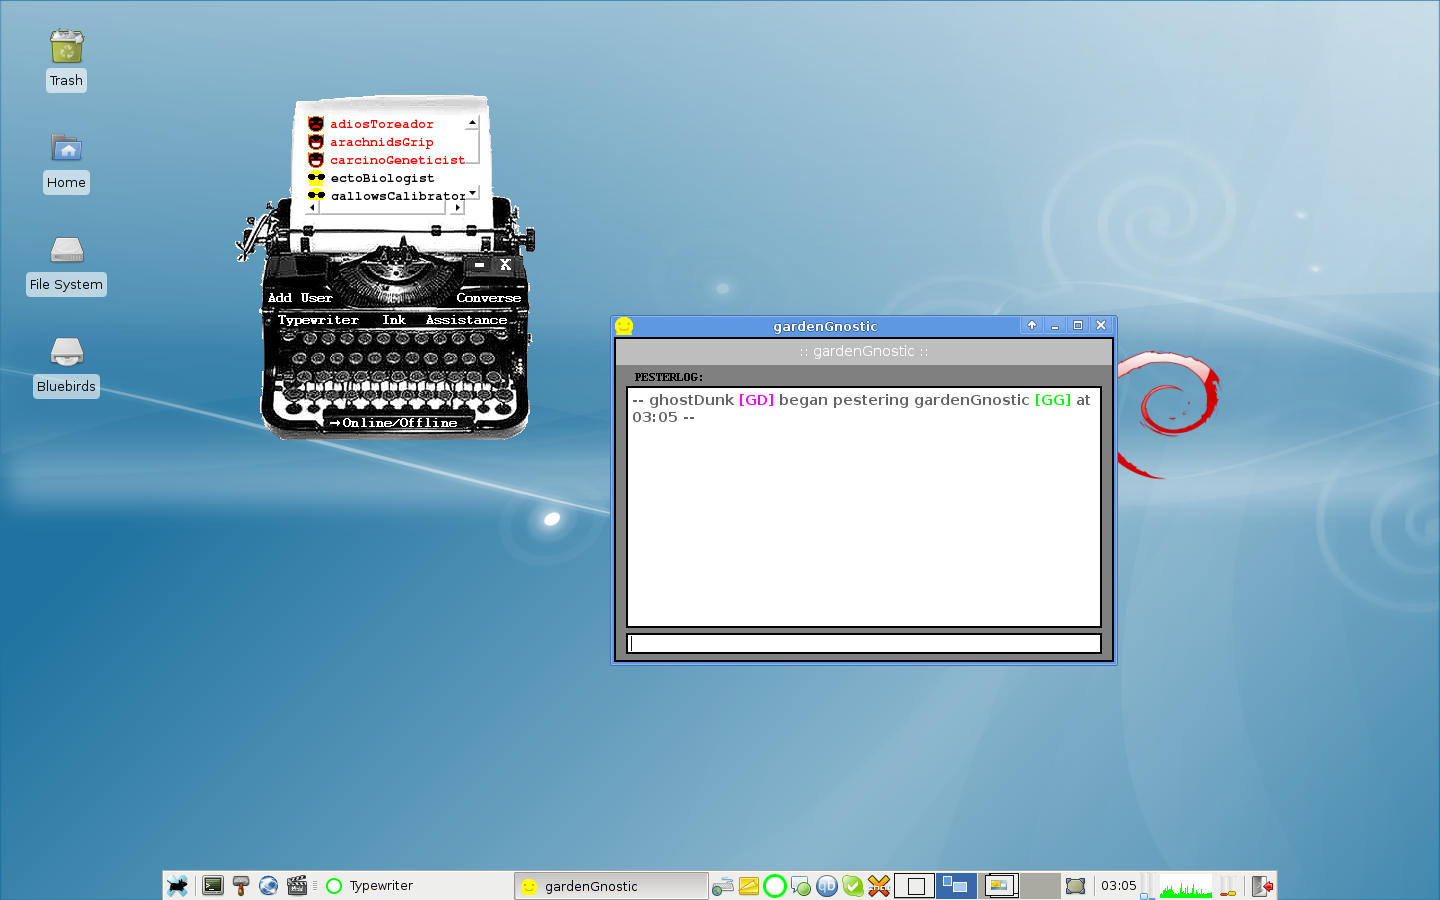 Trash
Home
File System
Bluebirds
adiosToreador
arachnidsGrip
carcinoGeneticist
ectoBiologist
gallowsCalibrator
- X
Add User
Converse
Typewriter Ink Assistance
→Online/Offline
gardenGnostic
:: gardenGnostic ::
PESTERLOG:
-- ghostDunk [GD] began pestering gardenGnostic [GG] at
03:05 --
Typewriter
gardenGnostic
qb
03:05